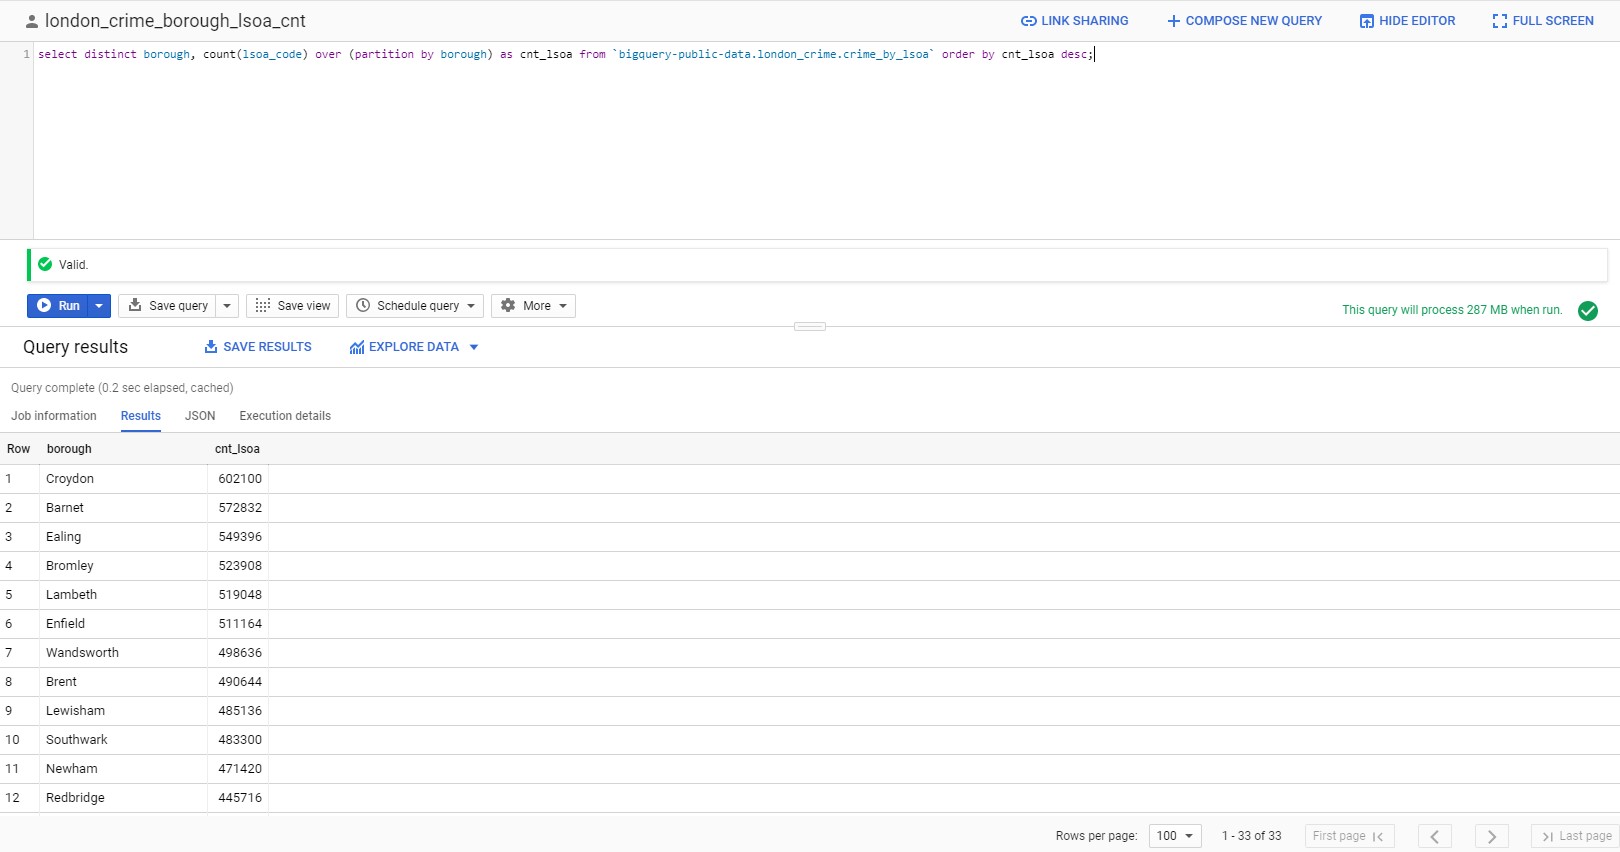 london_crime_borough_lsoa_cnt LINK SHARING COMPOSE NEW QUERY HIDE EDITOR FULL SCREEN
1 select distinct borough, count(lsoa_code) over (partition by borough) as cnt_lsoa from `bigquery-public-data.london_crime.crime_by_lsoa` order by cnt_lsoa desc;
Valid.
Run Save query Save view Schedule query More This query will process 287 MB when run.
Query results SAVE RESULTS EXPLORE DATA
Query complete (0.2 sec elapsed, cached)
Job information Results JSON Execution details
Row borough cnt_lsoa
1 Croydon 602100
2 Barnet 572832
3 Ealing 549396
4 Bromley 523908
5 Lambeth 519048
6 Enfield 511164
7 Wandsworth 498636
8 Brent 490644
9 Lewisham 485136
10 Southwark 483300
11 Newham 471420
12 Redbridge 445716
Rows per page: 100 1 - 33 of 33 First page Last page